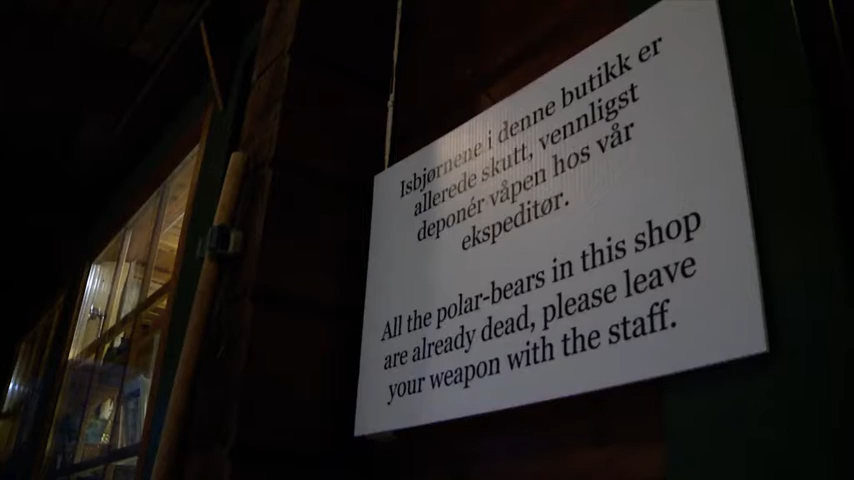 Isbjørnene i denne butikk er
allerede skutt, vennligst
deponér våpen hos vår
ekspeditør.
All the polar-bears in this shop
are already dead, please leave
your weapon with the staff.